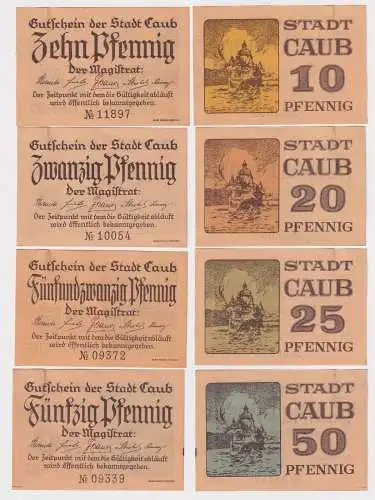 Gutschein der Stadt Caub
Zehn Pfennig
Der Magistrat:
Der Zeitpunkt mit dem die Gültigkeit abläuft
wird öffentlich bekanntgegeben.
№ 11897
STADT
CAUB
10
PFENNIG
Gutschein der Stadt Caub
Zwanzig Pfennig
Der Magistrat:
Der Zeitpunkt mit dem die Gültigkeit abläuft
wird öffentlich bekanntgegeben.
№ 10054
STADT
CAUB
20
PFENNIG
Gutschein der Stadt Caub
Fünfundzwanzig Pfennig
Der Magistrat:
Der Zeitpunkt mit dem die Gültigkeit abläuft
wird öffentlich bekanntgegeben.
№ 09372
STADT
CAUB
25
PFENNIG
Gutschein der Stadt Caub
Fünfzig Pfennig
Der Magistrat:
Der Zeitpunkt mit dem die Gültigkeit abläuft
wird öffentlich bekanntgegeben.
№ 09339
STADT
CAUB
50
PFENNIG